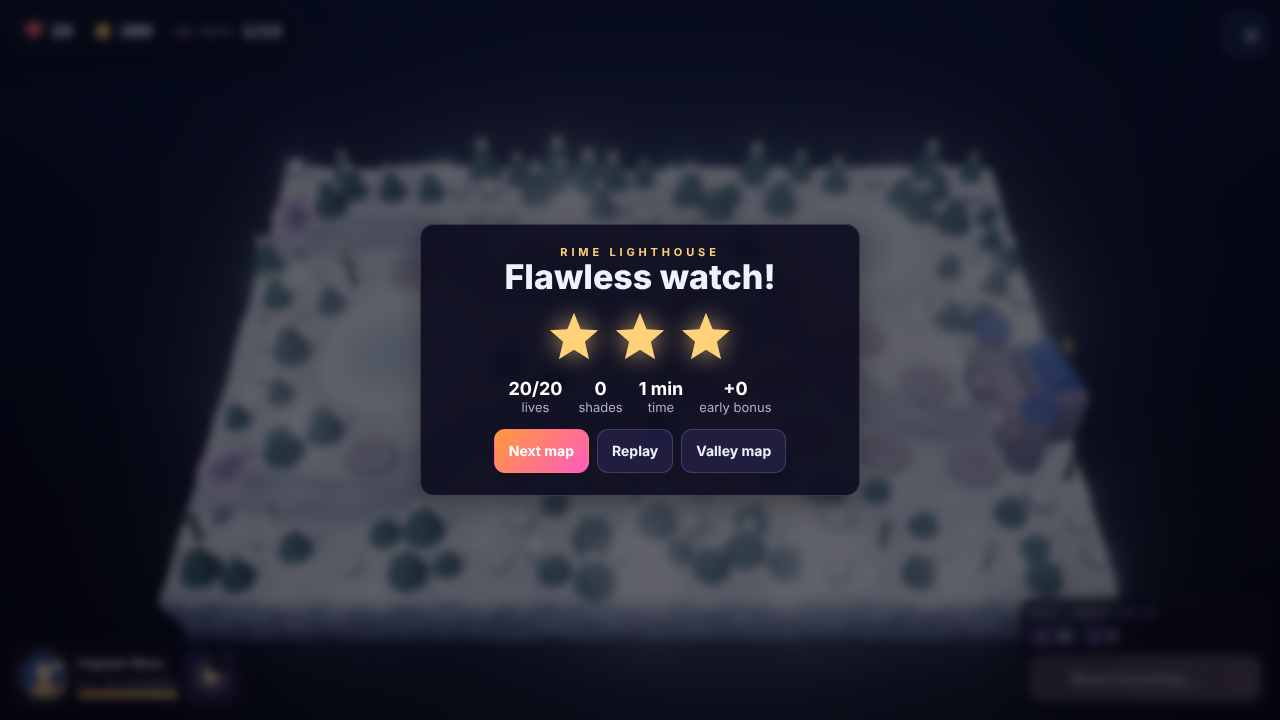 RIME LIGHTHOUSE
Flawless watch!
20/20 0 1 min +0
lives shades time early bonus
Next map Replay Valley map